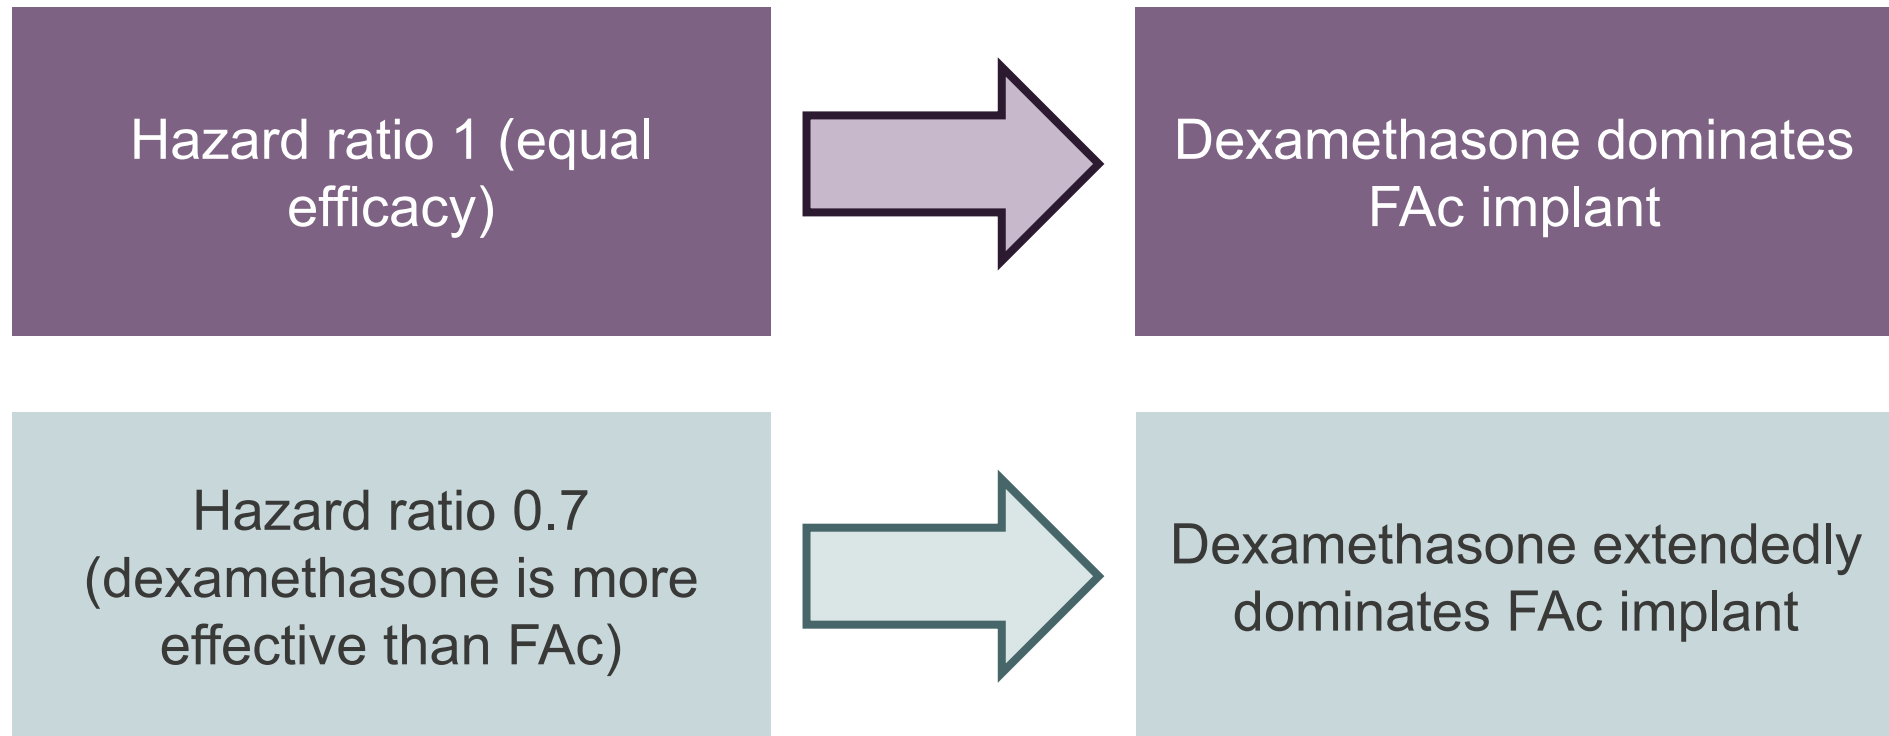 Hazard ratio 1 (equal
efficacy)
Dexamethasone dominates
FAc implant
Hazard ratio 0.7
(dexamethasone is more
effective than FAc)
Dexamethasone extendedly
dominates FAc implant